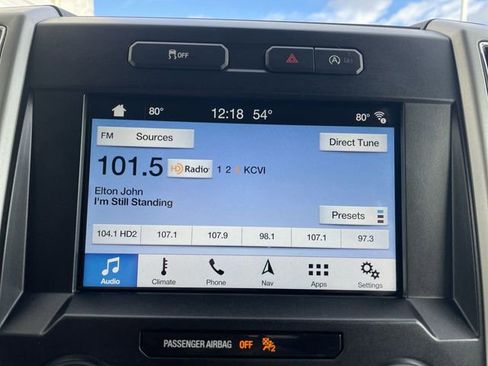 OFF
A
80° 12:18 54° 80°
FM Sources Direct Tune
101.5 HD Radio 1 2 KCVI
Elton John
I'm Still Standing
Presets
104.1 HD2 107.1 107.9 98.1 107.1 97.3
Audio Climate Phone Nav Apps Settings
PASSENGER AIRBAG OFF 2